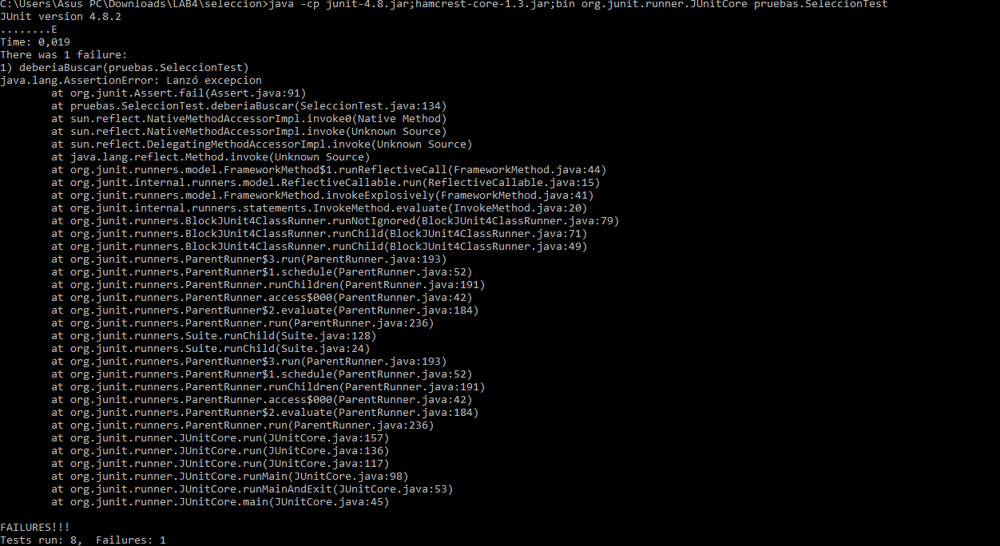 C:\Users\Asus PC\Downloads\LAB4\seleccion>java -cp junit-4.8.jar;hamcrest-core-1.3.jar;bin org.junit.runner.JUnitCore pruebas.SeleccionTest
JUnit version 4.8.2
........E
Time: 0,019
There was 1 failure:
1) deberiaBuscar(pruebas.SeleccionTest)
java.lang.AssertionError: Lanzó excepcion
        at org.junit.Assert.fail(Assert.java:91)
        at pruebas.SeleccionTest.deberiaBuscar(SeleccionTest.java:134)
        at sun.reflect.NativeMethodAccessorImpl.invoke0(Native Method)
        at sun.reflect.NativeMethodAccessorImpl.invoke(Unknown Source)
        at sun.reflect.DelegatingMethodAccessorImpl.invoke(Unknown Source)
        at java.lang.reflect.Method.invoke(Unknown Source)
        at org.junit.runners.model.FrameworkMethod$1.runReflectiveCall(FrameworkMethod.java:44)
        at org.junit.internal.runners.model.ReflectiveCallable.run(ReflectiveCallable.java:15)
        at org.junit.runners.model.FrameworkMethod.invokeExplosively(FrameworkMethod.java:41)
        at org.junit.internal.runners.statements.InvokeMethod.evaluate(InvokeMethod.java:20)
        at org.junit.runners.BlockJUnit4ClassRunner.runNotIgnored(BlockJUnit4ClassRunner.java:79)
        at org.junit.runners.BlockJUnit4ClassRunner.runChild(BlockJUnit4ClassRunner.java:71)
        at org.junit.runners.BlockJUnit4ClassRunner.runChild(BlockJUnit4ClassRunner.java:49)
        at org.junit.runners.ParentRunner$3.run(ParentRunner.java:193)
        at org.junit.runners.ParentRunner$1.schedule(ParentRunner.java:52)
        at org.junit.runners.ParentRunner.runChildren(ParentRunner.java:191)
        at org.junit.runners.ParentRunner.access$000(ParentRunner.java:42)
        at org.junit.runners.ParentRunner$2.evaluate(ParentRunner.java:184)
        at org.junit.runners.ParentRunner.run(ParentRunner.java:236)
        at org.junit.runners.Suite.runChild(Suite.java:128)
        at org.junit.runners.Suite.runChild(Suite.java:24)
        at org.junit.runners.ParentRunner$3.run(ParentRunner.java:193)
        at org.junit.runners.ParentRunner$1.schedule(ParentRunner.java:52)
        at org.junit.runners.ParentRunner.runChildren(ParentRunner.java:191)
        at org.junit.runners.ParentRunner.access$000(ParentRunner.java:42)
        at org.junit.runners.ParentRunner$2.evaluate(ParentRunner.java:184)
        at org.junit.runners.ParentRunner.run(ParentRunner.java:236)
        at org.junit.runner.JUnitCore.run(JUnitCore.java:157)
        at org.junit.runner.JUnitCore.run(JUnitCore.java:136)
        at org.junit.runner.JUnitCore.run(JUnitCore.java:117)
        at org.junit.runner.JUnitCore.runMain(JUnitCore.java:98)
        at org.junit.runner.JUnitCore.runMainAndExit(JUnitCore.java:53)
        at org.junit.runner.JUnitCore.main(JUnitCore.java:45)

FAILURES!!!
Tests run: 8,  Failures: 1